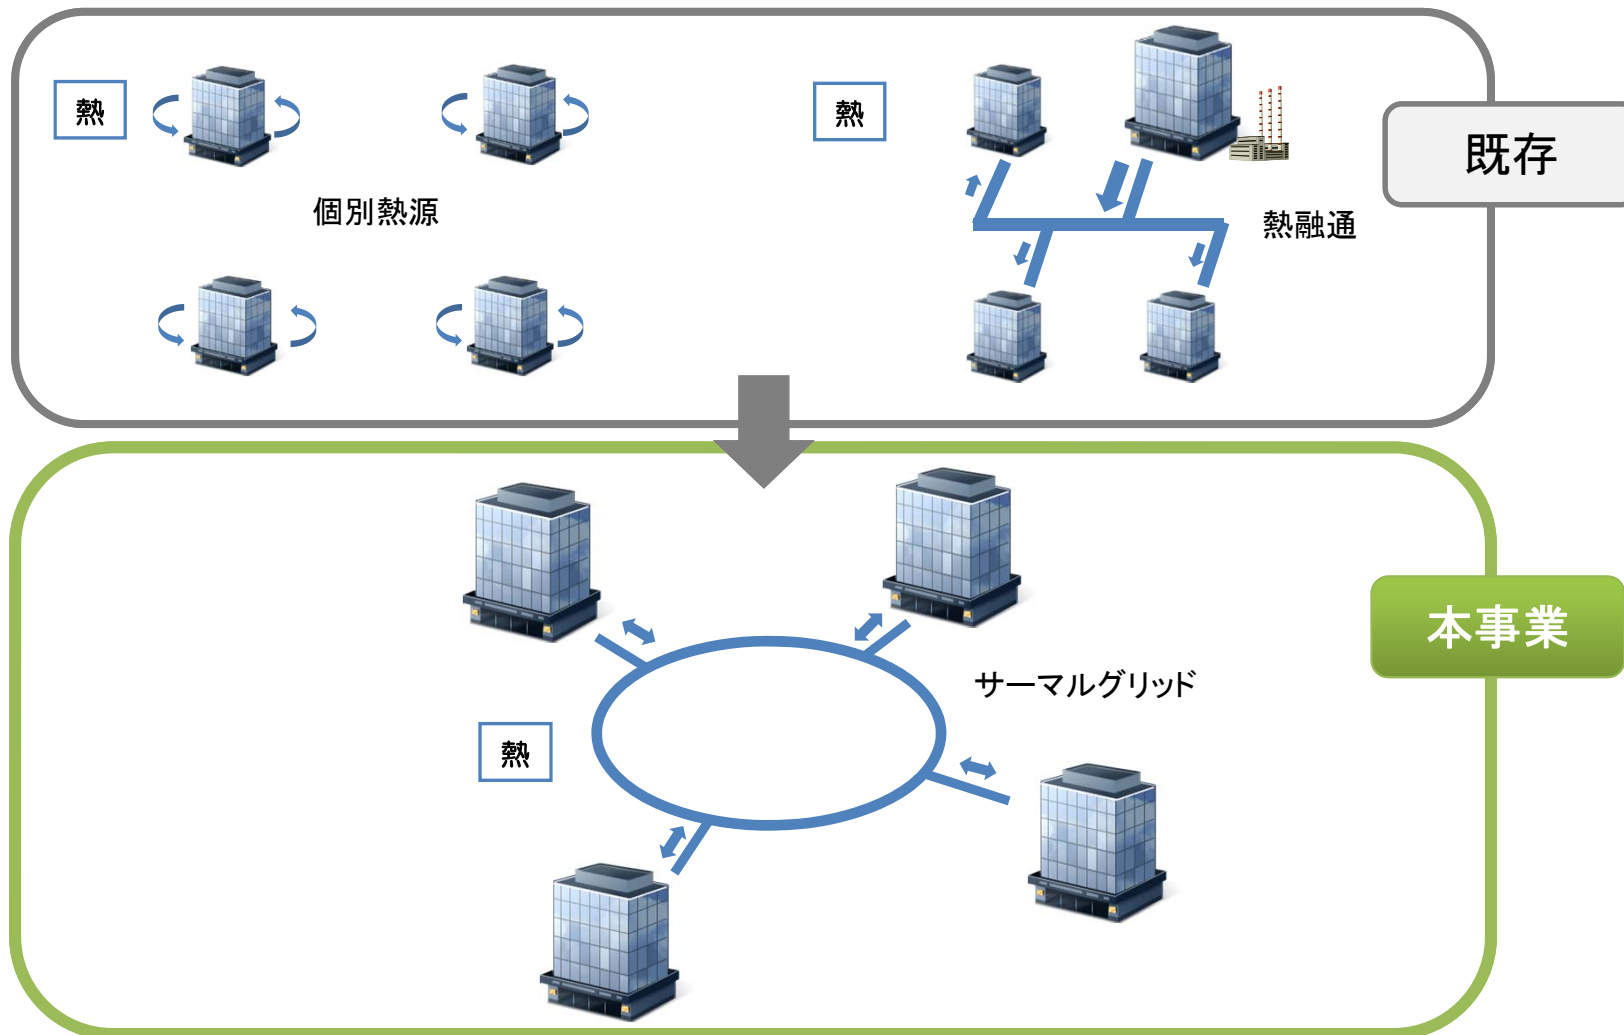 熱
熱
既存
個別熱源
熱融通
本事業
サーマルグリッド
熱